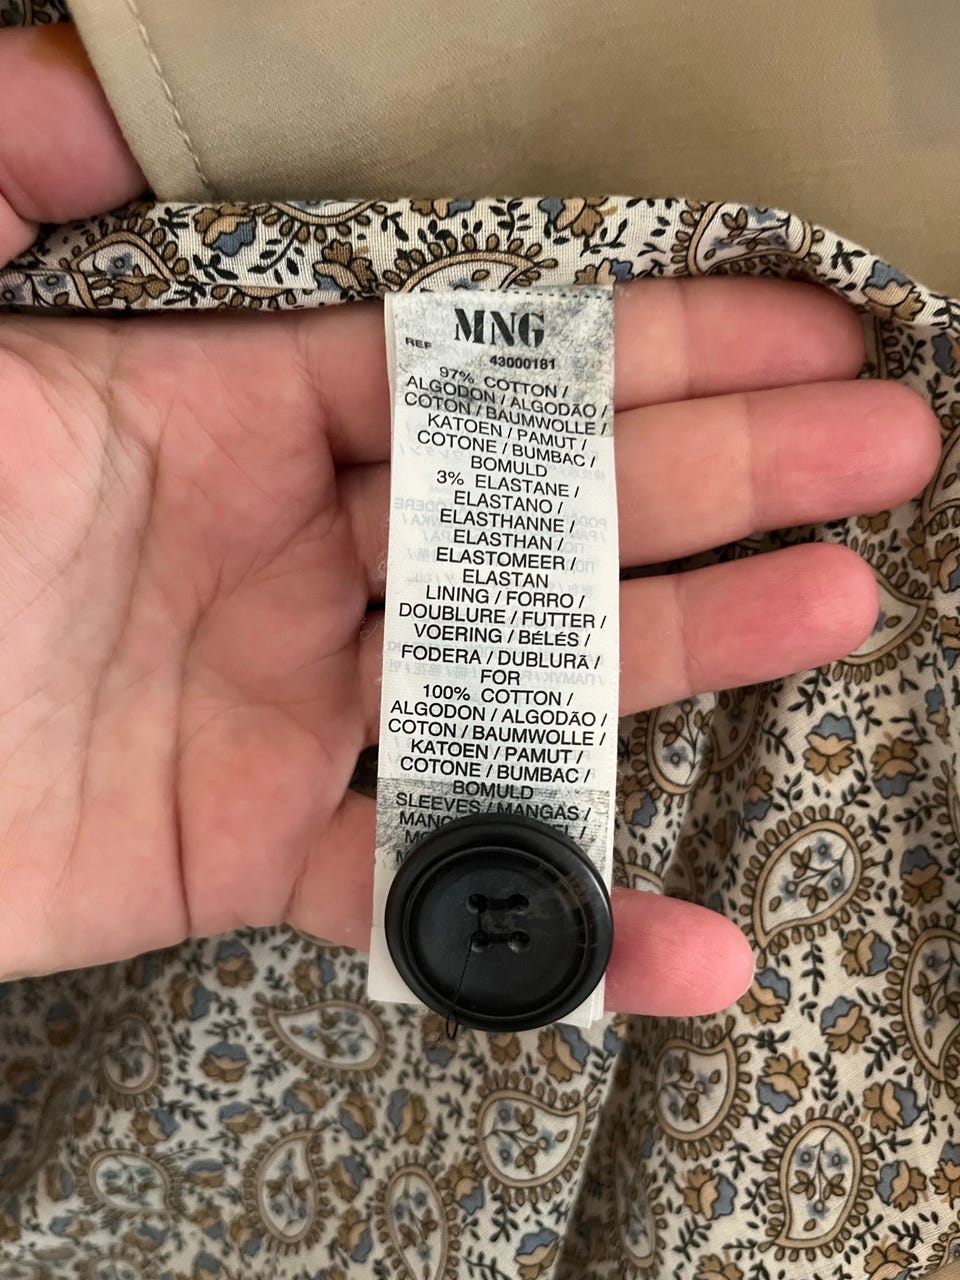 MNG
REF 43000181
97% COTTON /
ALGODON / ALGODÃO /
COTON / BAUMWOLLE /
KATOEN / PAMUT /
COTONE / BUMBAC /
BOMULD
3% ELASTANE /
ELASTANO /
ELASTHANNE /
ELASTHAN /
ELASTOMEER /
ELASTAN
LINING / FORRO /
DOUBLURE / FUTTER /
VOERING / BÉLÉS /
FODERA / DUBLURĂ /
FOR
100% COTTON /
ALGODON / ALGODÃO /
COTON / BAUMWOLLE /
KATOEN / PAMUT /
COTONE / BUMBAC /
BOMULD
SLEEVES / MANGAS /